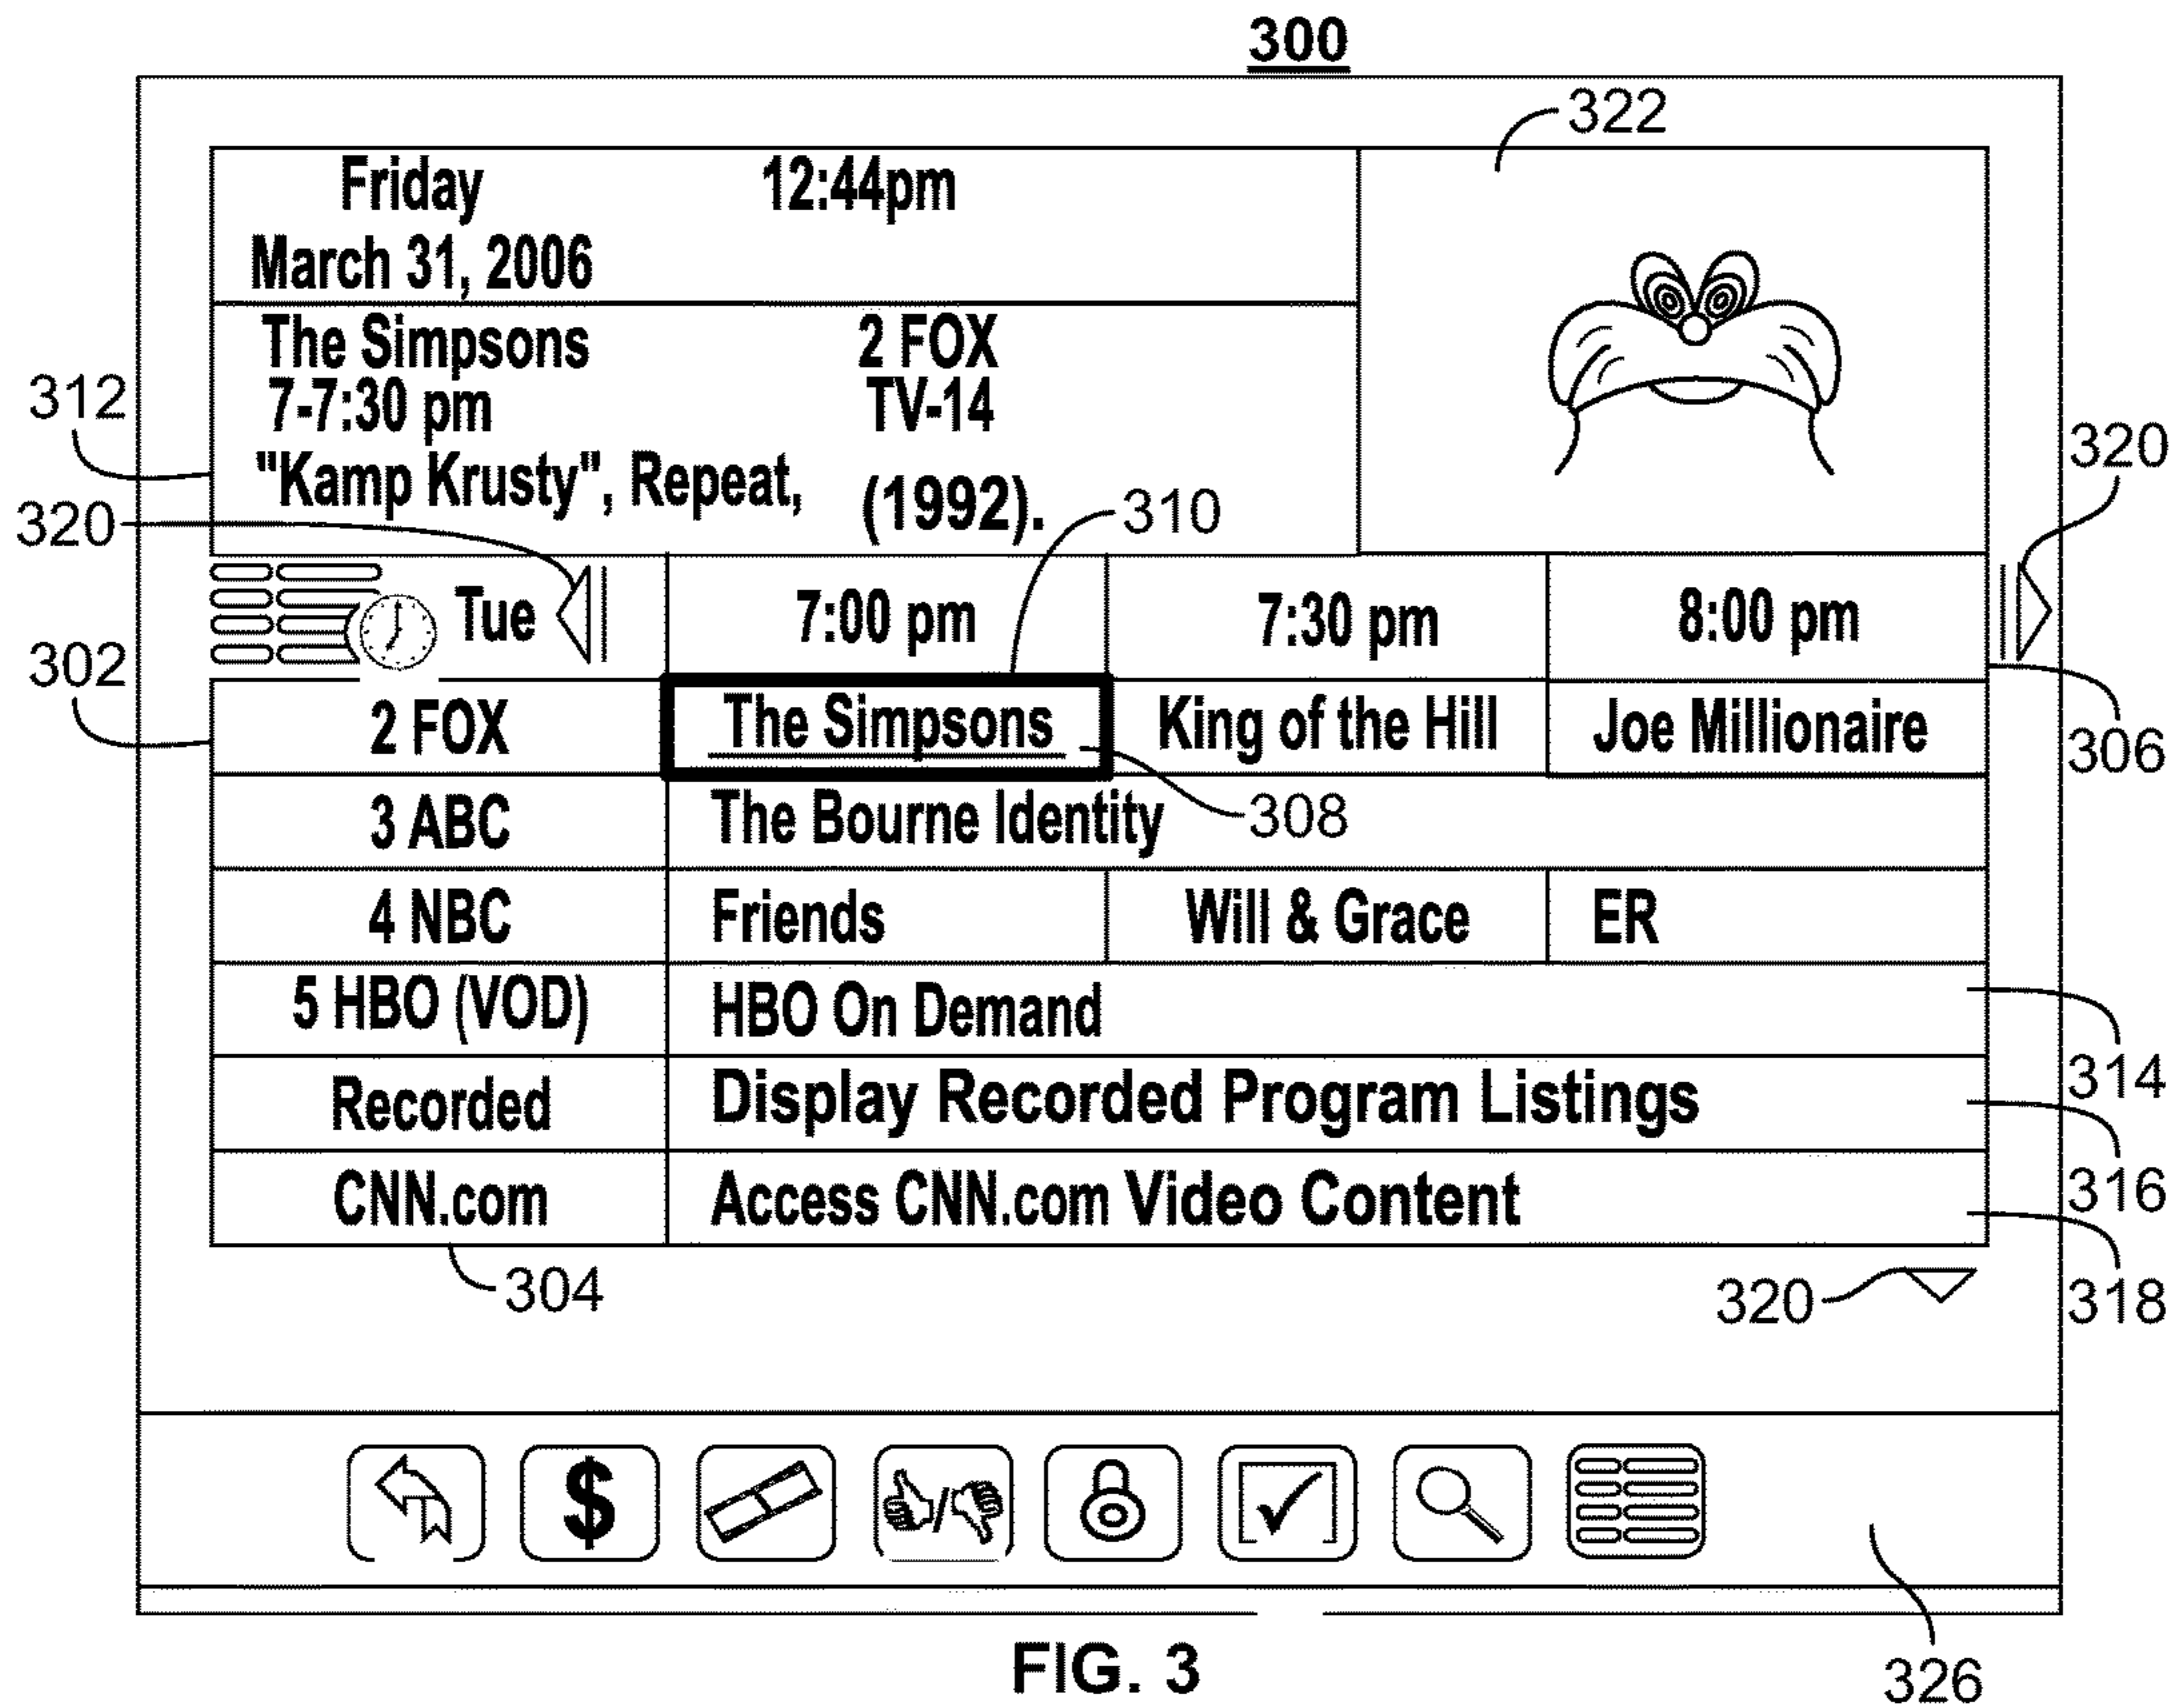 300
322
Friday 12:44pm
March 31, 2006
The Simpsons 2 FOX
312 7-7:30 pm TV-14
320
"Kamp Krusty", Repeat, (1992).
320 310
Tue 7:00 pm 7:30 pm 8:00 pm
302
2 FOX The Simpsons King of the Hill Joe Millionaire
306
3 ABC The Bourne Identity 308
4 NBC Friends Will & Grace ER
5 HBO (VOD) HBO On Demand
314
Recorded Display Recorded Program Listings
316
CNN.com Access CNN.com Video Content
304 320 318
$ /
FIG. 3
326